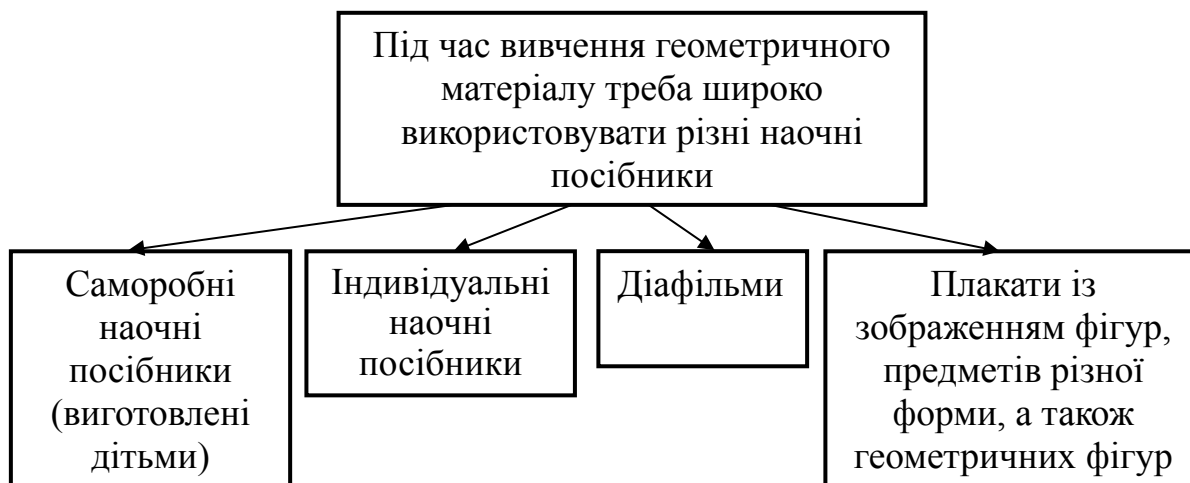 Під час вивчення геометричного
матеріалу треба широко
використовувати різні наочні
посібники
Саморобні
наочні
посібники
(виготовлені
дітьми)
Індивідуальні
наочні
посібники
Діафільми
Плакати із
зображенням фігур,
предметів різної
форми, а також
геометричних фігур